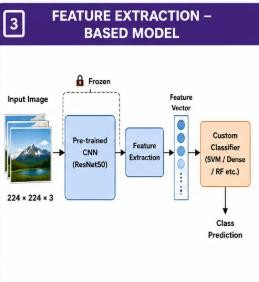 3
FEATURE EXTRACTION –
BASED MODEL
Frozen
Input Image
Pre-trained
CNN
(ResNet50)
Feature
Extraction
Feature
Vector
Custom
Classifier
(SVM / Dense
/ RF etc.)
224 × 224 × 3
Class
Prediction